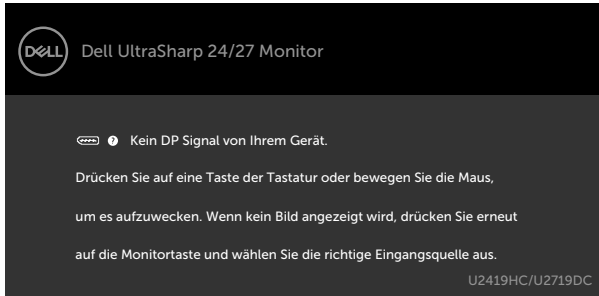 DELL
Dell UltraSharp 24/27 Monitor
? Kein DP Signal von Ihrem Gerät.
Drücken Sie auf eine Taste der Tastatur oder bewegen Sie die Maus,
um es aufzuwecken. Wenn kein Bild angezeigt wird, drücken Sie erneut
auf die Monitortaste und wählen Sie die richtige Eingangsquelle aus.
U2419HC/U2719DC